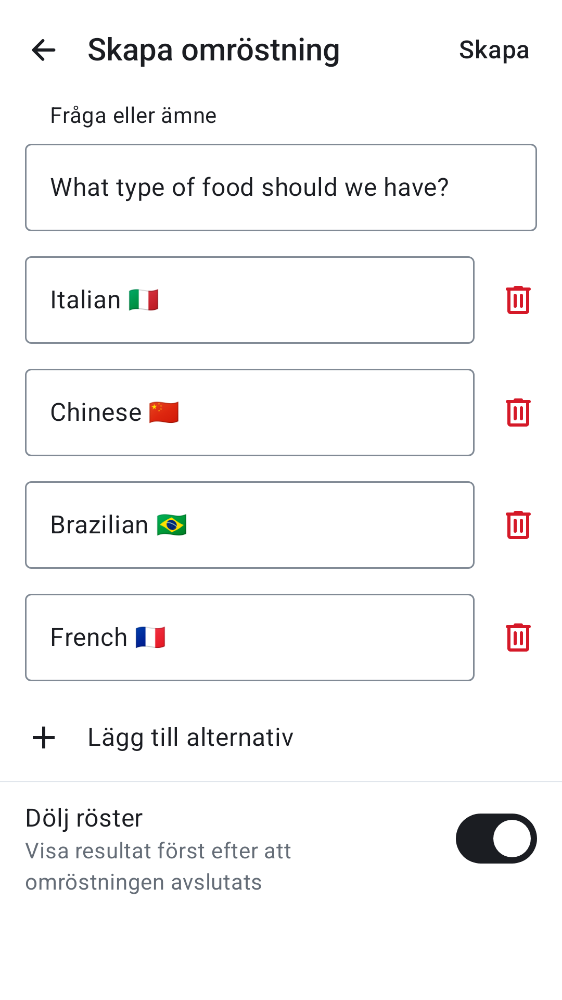 Skapa omröstning
Skapa
Fråga eller ämne
What type of food should we have?
Italian 🇮🇹
Chinese 🇨🇳
Brazilian 🇧🇷
French 🇫🇷
Lägg till alternativ
Dölj röster
Visa resultat först efter att
omröstningen avslutats